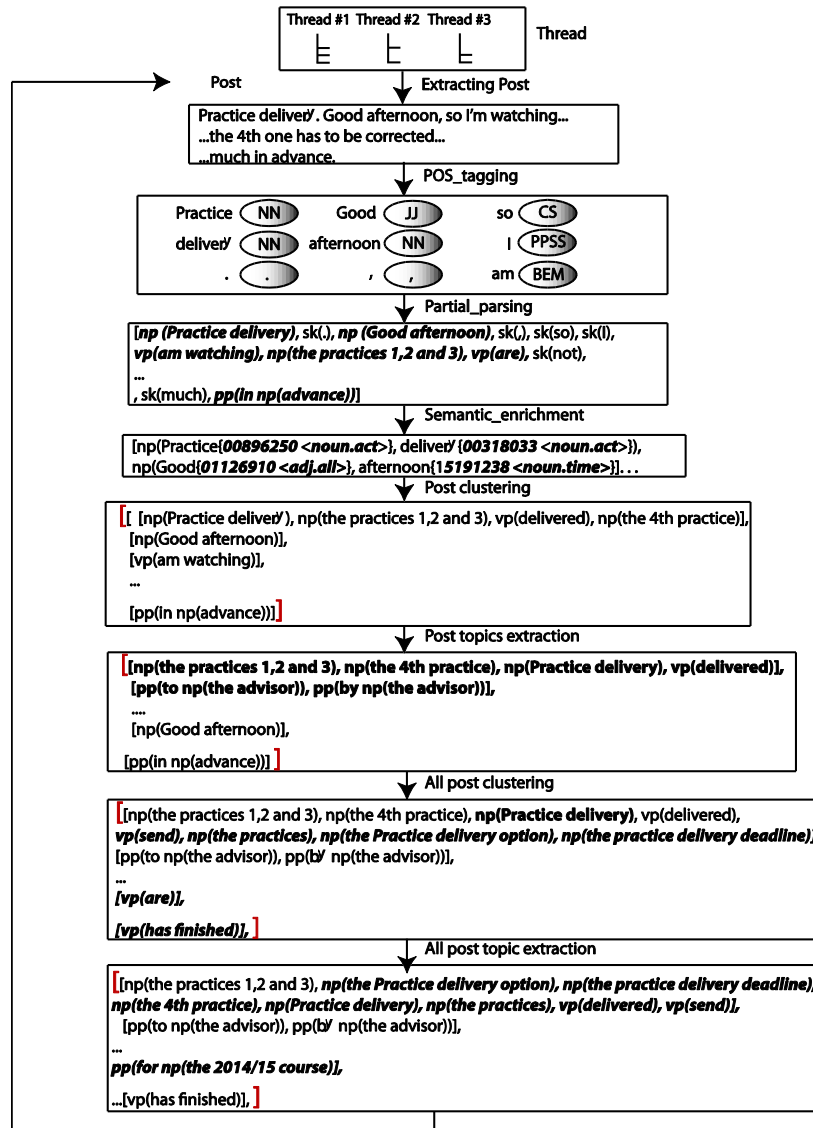 Thread #1 Thread #2 Thread #3
Thread
Post
Extracting Post
Practice delivery. Good afternoon, so I'm watching...
...the 4th one has to be corrected...
...much in advance.
POS_tagging
Practice NN Good JJ so CS
delivery NN afternoon NN I PPSS
. . , , am BEM
Partial_parsing
[np (Practice delivery), sk(.), np (Good afternoon), sk(,), sk(so), sk(I),
vp(am watching), np(the practices 1,2 and 3), vp(are), sk(not),
...
, sk(much), pp(in np(advance))]
Semantic_enrichment
[np(Practice{00896250 <noun.act>}, delivery{00318033 <noun.act>}),
np(Good{01126910 <adj.all>}, afternoon{15191238 <noun.time>}]. . .
Post clustering
[ [np(Practice delivery), np(the practices 1,2 and 3), vp(delivered), np(the 4th practice)],
[np(Good afternoon)],
[vp(am watching)],
...
[pp(in np(advance))]]
Post topics extraction
[[np(the practices 1,2 and 3), np(the 4th practice), np(Practice delivery), vp(delivered)],
[pp(to np(the advisor)), pp(by np(the advisor))],
....
[np(Good afternoon)],
[pp(in np(advance))] ]
All post clustering
[[np(the practices 1,2 and 3), np(the 4th practice), np(Practice delivery), vp(delivered),
vp(send), np(the practices), np(the Practice delivery option), np(the practice delivery deadline)]
[pp(to np(the advisor)), pp(by np(the advisor))],
...
[vp(are)],
[vp(has finished)], ]
All post topic extraction
[[np(the practices 1,2 and 3), np(the Practice delivery option), np(the practice delivery deadline),
np(the 4th practice), np(Practice delivery), np(the practices), vp(delivered), vp(send)],
[pp(to np(the advisor)), pp(by np(the advisor))],
...
pp(for np(the 2014/15 course)],
...[vp(has finished)], ]